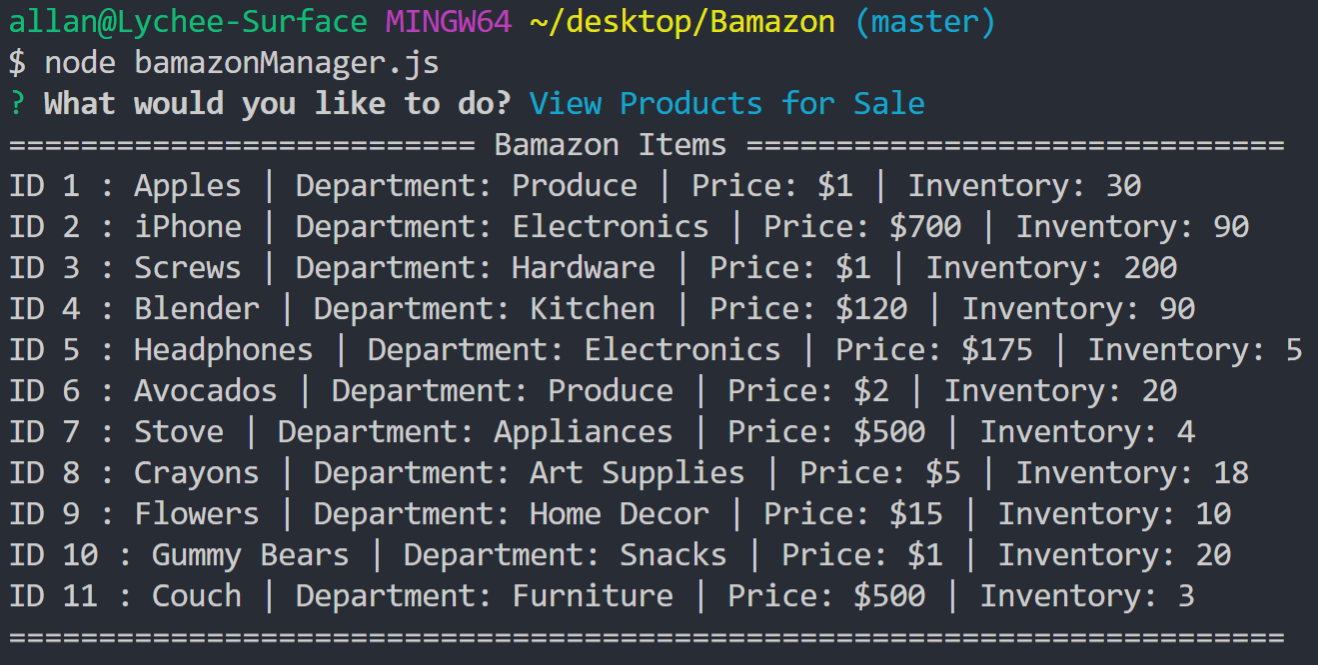 allan@Lychee-Surface MINGW64 ~/desktop/Bamazon (master)
$ node bamazonManager.js
? What would you like to do? View Products for Sale
========================== Bamazon Items ==============================
ID 1 : Apples | Department: Produce | Price: $1 | Inventory: 30
ID 2 : iPhone | Department: Electronics | Price: $700 | Inventory: 90
ID 3 : Screws | Department: Hardware | Price: $1 | Inventory: 200
ID 4 : Blender | Department: Kitchen | Price: $120 | Inventory: 90
ID 5 : Headphones | Department: Electronics | Price: $175 | Inventory: 5
ID 6 : Avocados | Department: Produce | Price: $2 | Inventory: 20
ID 7 : Stove | Department: Appliances | Price: $500 | Inventory: 4
ID 8 : Crayons | Department: Art Supplies | Price: $5 | Inventory: 18
ID 9 : Flowers | Department: Home Decor | Price: $15 | Inventory: 10
ID 10 : Gummy Bears | Department: Snacks | Price: $1 | Inventory: 20
ID 11 : Couch | Department: Furniture | Price: $500 | Inventory: 3
=======================================================================